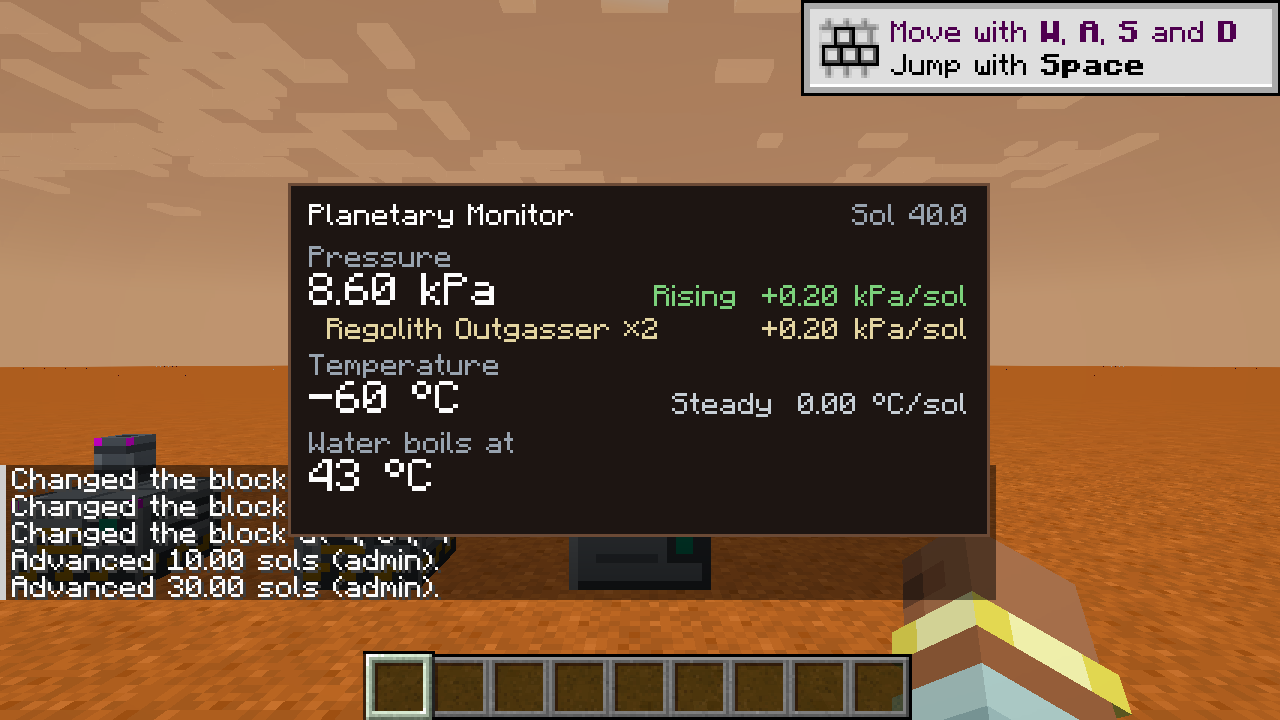 Move with W, A, S and D
Jump with Space
Planetary Monitor Sol 40.0
Pressure
8.60 kPa Rising +0.20 kPa/sol
Regolith Outgasser ×2 +0.20 kPa/sol
Temperature
-60 °C Steady 0.00 °C/sol
Water boils at
43 °C
Changed the block
Changed the block
Changed the block
Advanced 10.00 sols (admin).
Advanced 30.00 sols (admin).